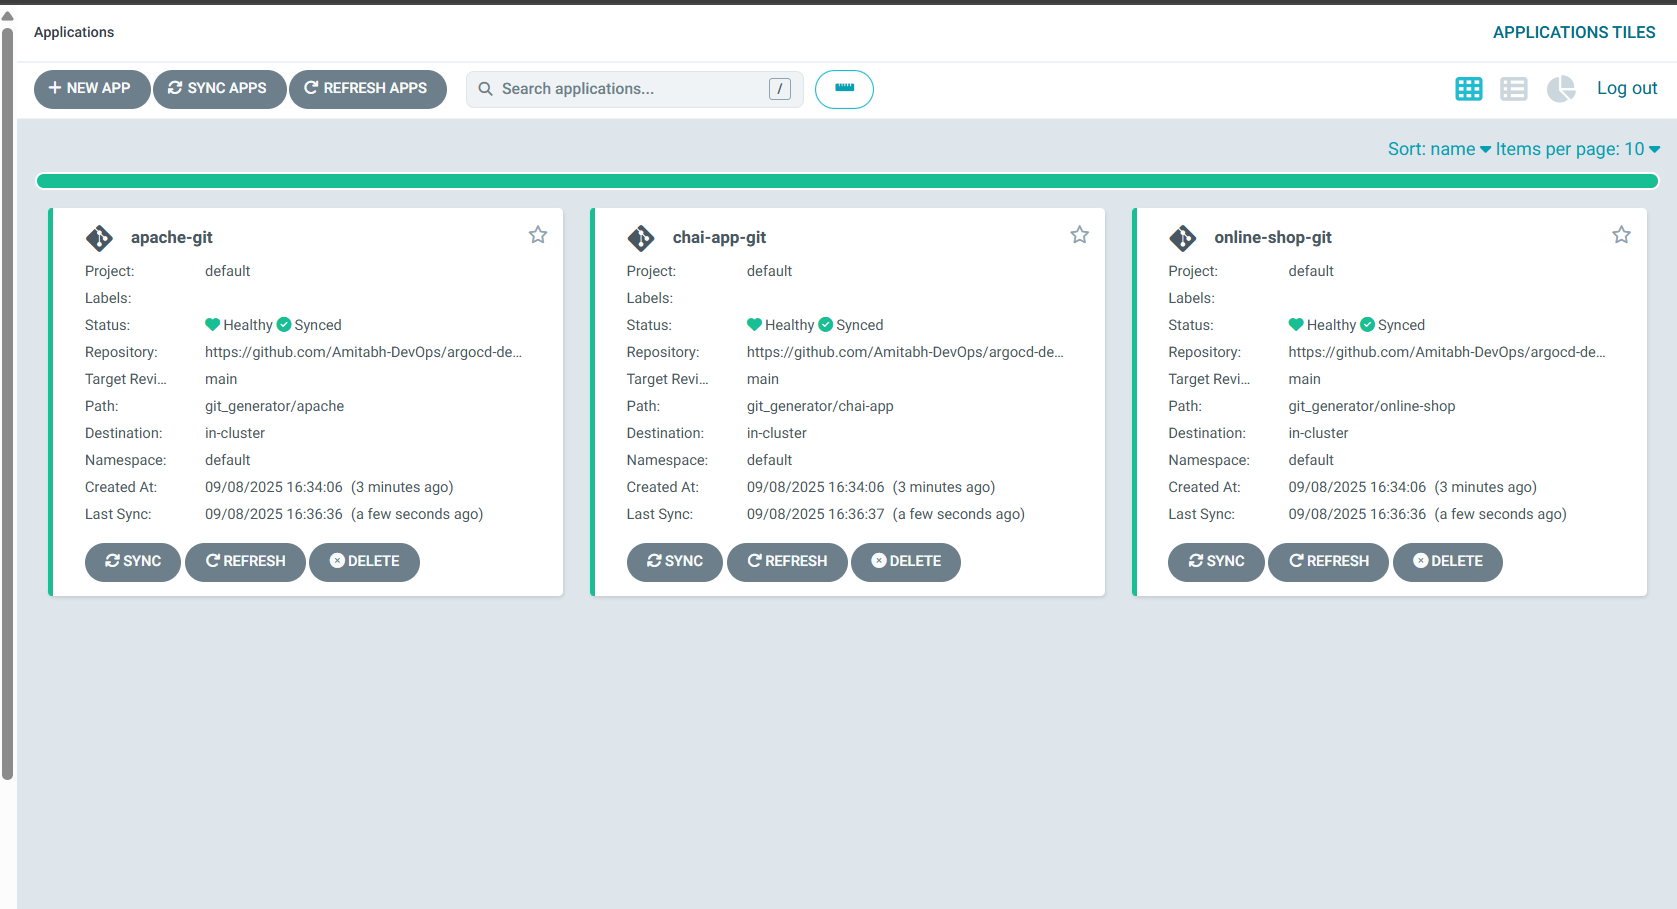 Applications
APPLICATIONS TILES
NEW APP
SYNC APPS
REFRESH APPS
Search applications...
/
Log out
Sort: name Items per page: 10
apache-git
Project: default
Labels:
Status: Healthy Synced
Repository: https://github.com/Amitabh-DevOps/argocd-de...
Target Revi... main
Path: git_generator/apache
Destination: in-cluster
Namespace: default
Created At: 09/08/2025 16:34:06 (3 minutes ago)
Last Sync: 09/08/2025 16:36:36 (a few seconds ago)
SYNC REFRESH DELETE
chai-app-git
Project: default
Labels:
Status: Healthy Synced
Repository: https://github.com/Amitabh-DevOps/argocd-de...
Target Revi... main
Path: git_generator/chai-app
Destination: in-cluster
Namespace: default
Created At: 09/08/2025 16:34:06 (3 minutes ago)
Last Sync: 09/08/2025 16:36:37 (a few seconds ago)
SYNC REFRESH DELETE
online-shop-git
Project: default
Labels:
Status: Healthy Synced
Repository: https://github.com/Amitabh-DevOps/argocd-de...
Target Revi... main
Path: git_generator/online-shop
Destination: in-cluster
Namespace: default
Created At: 09/08/2025 16:34:06 (3 minutes ago)
Last Sync: 09/08/2025 16:36:36 (a few seconds ago)
SYNC REFRESH DELETE